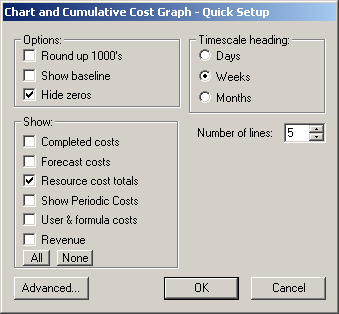 Chart and Cumulative Cost Graph - Quick Setup
Options:
Round up 1000's
Show baseline
Hide zeros
Timescale heading:
Days
Weeks
Months
Number of lines: 5
Show:
Completed costs
Forecast costs
Resource cost totals
Show Periodic Costs
User & formula costs
Revenue
All None
Advanced... OK Cancel